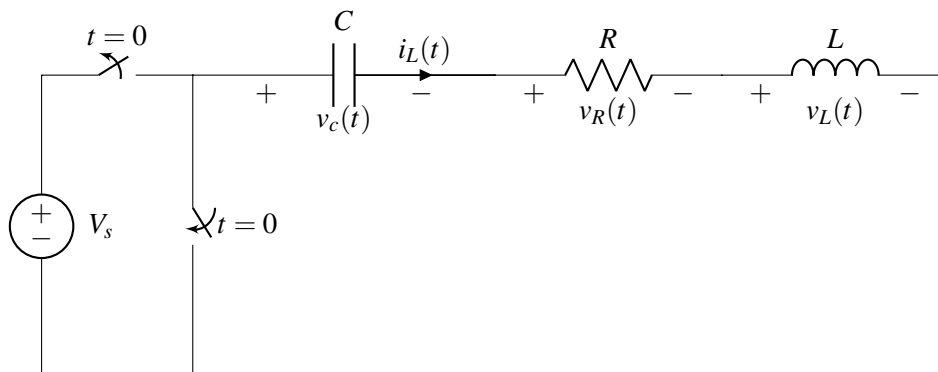 C
t = 0
i_L(t)
R
L
+ − + − + −
v_c(t)
v_R(t)
v_L(t)
+
−
V_s
t = 0